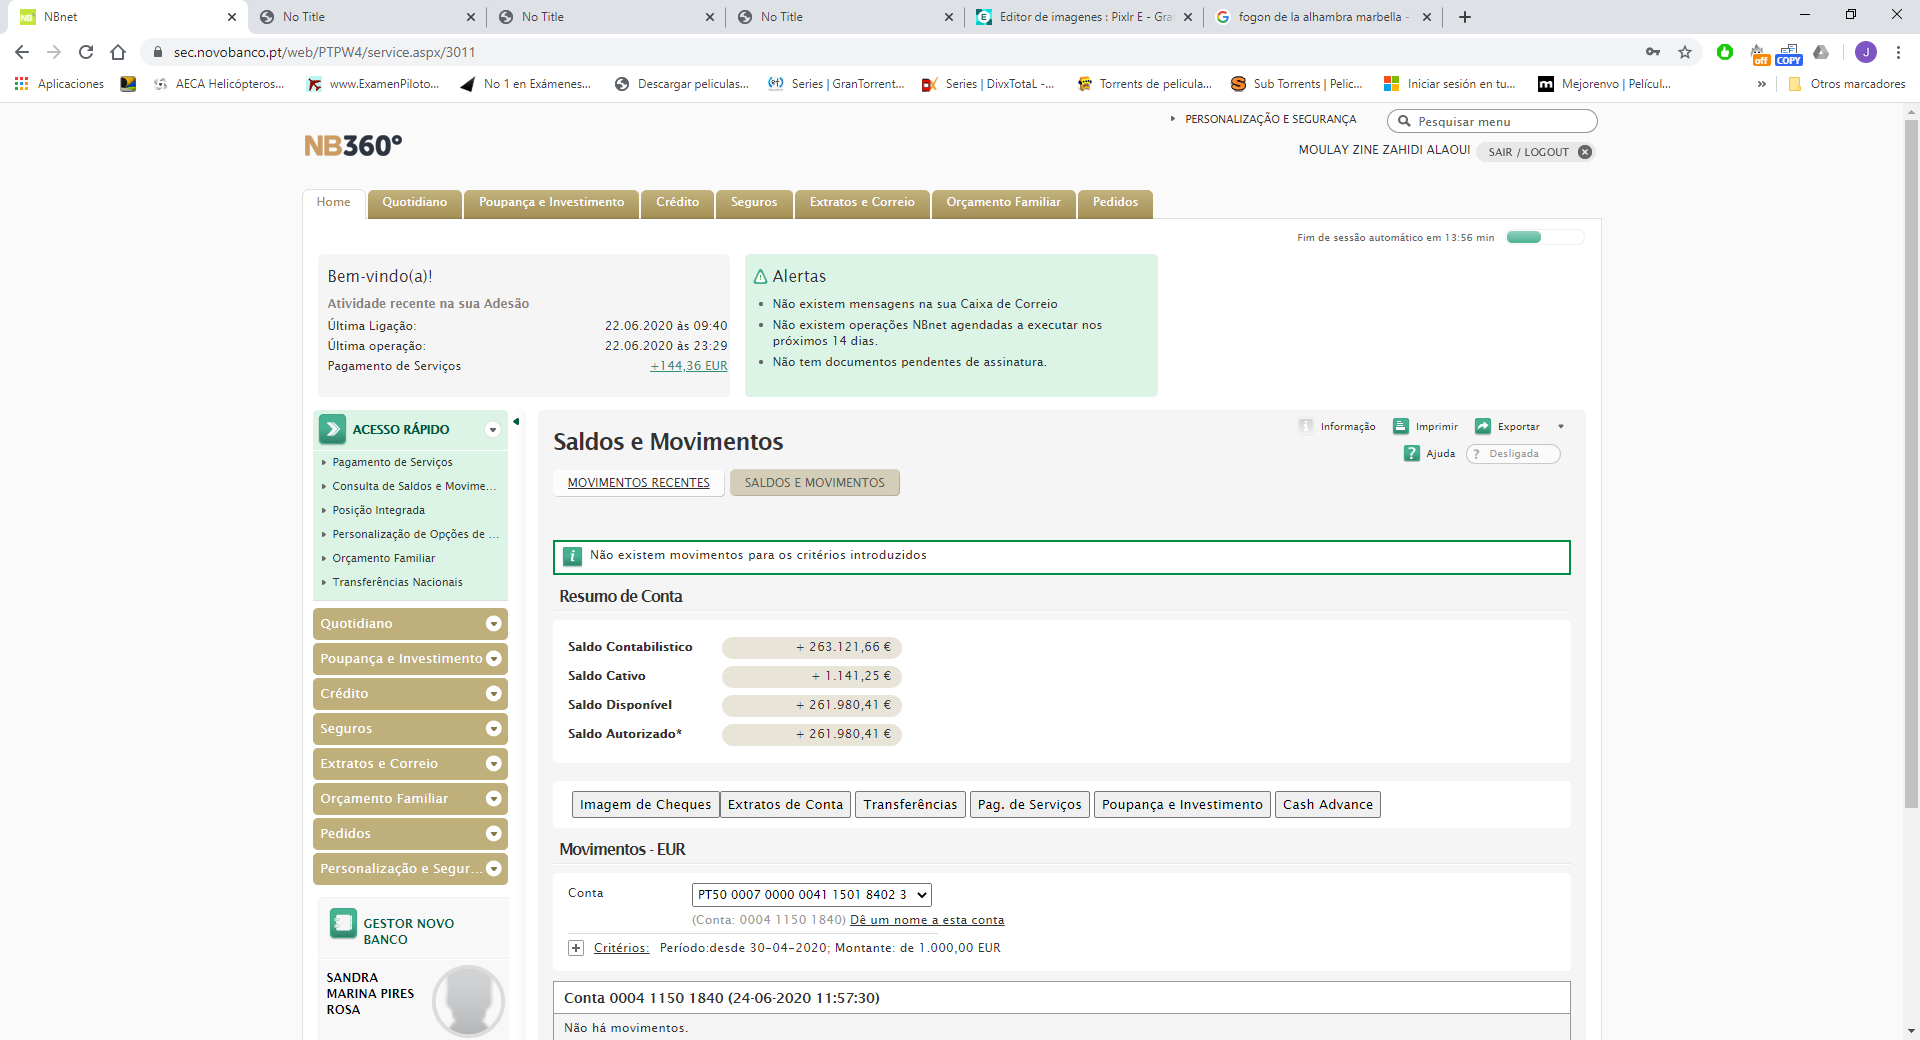 NBnet
No Title
No Title
No Title
Editor de imagenes : Pixlr E - Gra
fogon de la alhambra marbella -
sec.novobanco.pt/web/PTPW4/service.aspx/3011
off
COPY
J
Aplicaciones
AECA Helicópteros...
www.ExamenPiloto...
No 1 en Exámenes...
Descargar peliculas...
Series | GranTorrent...
Series | DivxTotaL -...
Torrents de pelicula...
Sub Torrents | Pelic...
Iniciar sesión en tu...
Mejorenvo | Películ...
»
Otros marcadores
PERSONALIZAÇÃO E SEGURANÇA
Pesquisar menu
NB360º
MOULAY ZINE ZAHIDI ALAOUI
SAIR / LOGOUT
Home
Quotidiano
Poupança e Investimento
Crédito
Seguros
Extratos e Correio
Orçamento Familiar
Pedidos
Fim de sessão automático em 13:56 min
Bem-vindo(a)!
Atividade recente na sua Adesão
Última Ligação: 22.06.2020 às 09:40
Última operação: 22.06.2020 às 23:29
Pagamento de Serviços +144,36 EUR
Alertas
Não existem mensagens na sua Caixa de Correio
Não existem operações NBnet agendadas a executar nos
próximos 14 dias.
Não tem documentos pendentes de assinatura.
ACESSO RÁPIDO
Pagamento de Serviços
Consulta de Saldos e Movime...
Posição Integrada
Personalização de Opções de ...
Orçamento Familiar
Transferências Nacionais
Quotidiano
Poupança e Investimento
Crédito
Seguros
Extratos e Correio
Orçamento Familiar
Pedidos
Personalização e Segur...
GESTOR NOVO
BANCO
SANDRA
MARINA PIRES
ROSA
Saldos e Movimentos
Informação
Imprimir
Exportar
Ajuda
? Desligada
MOVIMENTOS RECENTES
SALDOS E MOVIMENTOS
Não existem movimentos para os critérios introduzidos
Resumo de Conta
Saldo Contabilistico + 263.121,66 €
Saldo Cativo + 1.141,25 €
Saldo Disponível + 261.980,41 €
Saldo Autorizado* + 261.980,41 €
Imagem de Cheques
Extratos de Conta
Transferências
Pag. de Serviços
Poupança e Investimento
Cash Advance
Movimentos - EUR
Conta PT50 0007 0000 0041 1501 8402 3
(Conta: 0004 1150 1840) Dê um nome a esta conta
Critérios: Período:desde 30-04-2020; Montante: de 1.000,00 EUR
Conta 0004 1150 1840 (24-06-2020 11:57:30)
Não há movimentos.